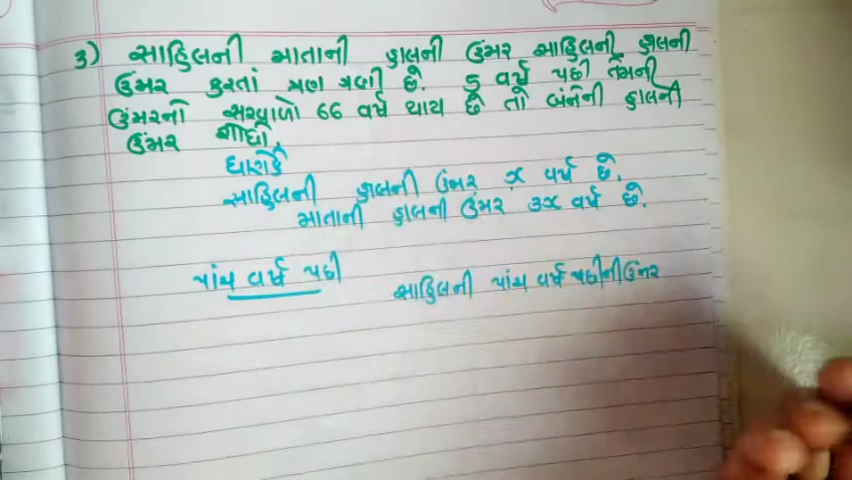 ૩) સાહિલની માતાની હાલની ઉંમર સાહિલની હાલની
ઉંમર કરતાં ત્રણ ગણી છે. 5 વર્ષ પછી તેમની
ઉંમરનો સરવાળો 66 વર્ષ થાય છે તો બંનેની હાલની
ઉંમર શોધો.
ધારોકે
સાહિલની હાલની ઉંમર x વર્ષ છે.
માતાની હાલની ઉંમર 3x વર્ષ છે.
પાંચ વર્ષ પછી
સાહિલની પાંચ વર્ષ પછીની ઉંમર